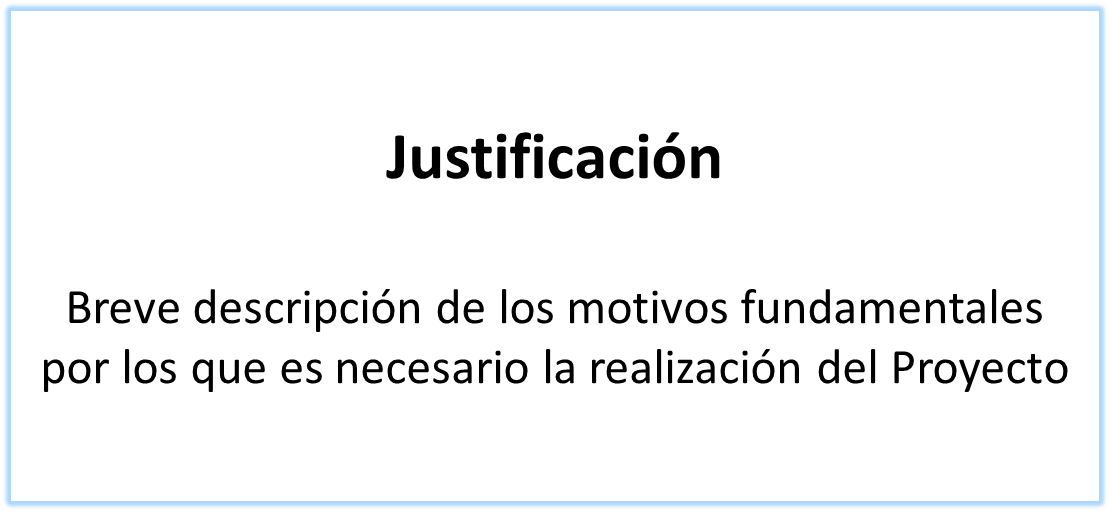 Justificación
Breve descripción de los motivos fundamentales
por los que es necesario la realización del Proyecto